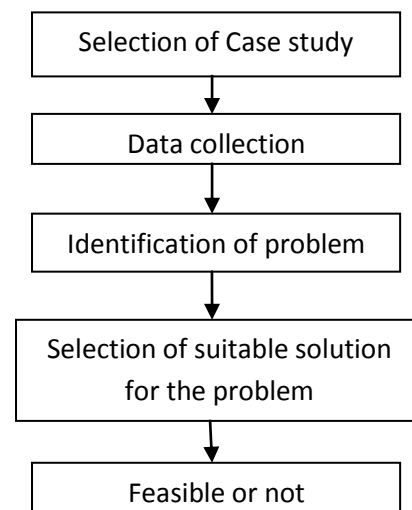 Selection of Case study
Data collection
Identification of problem
Selection of suitable solution
for the problem
Feasible or not